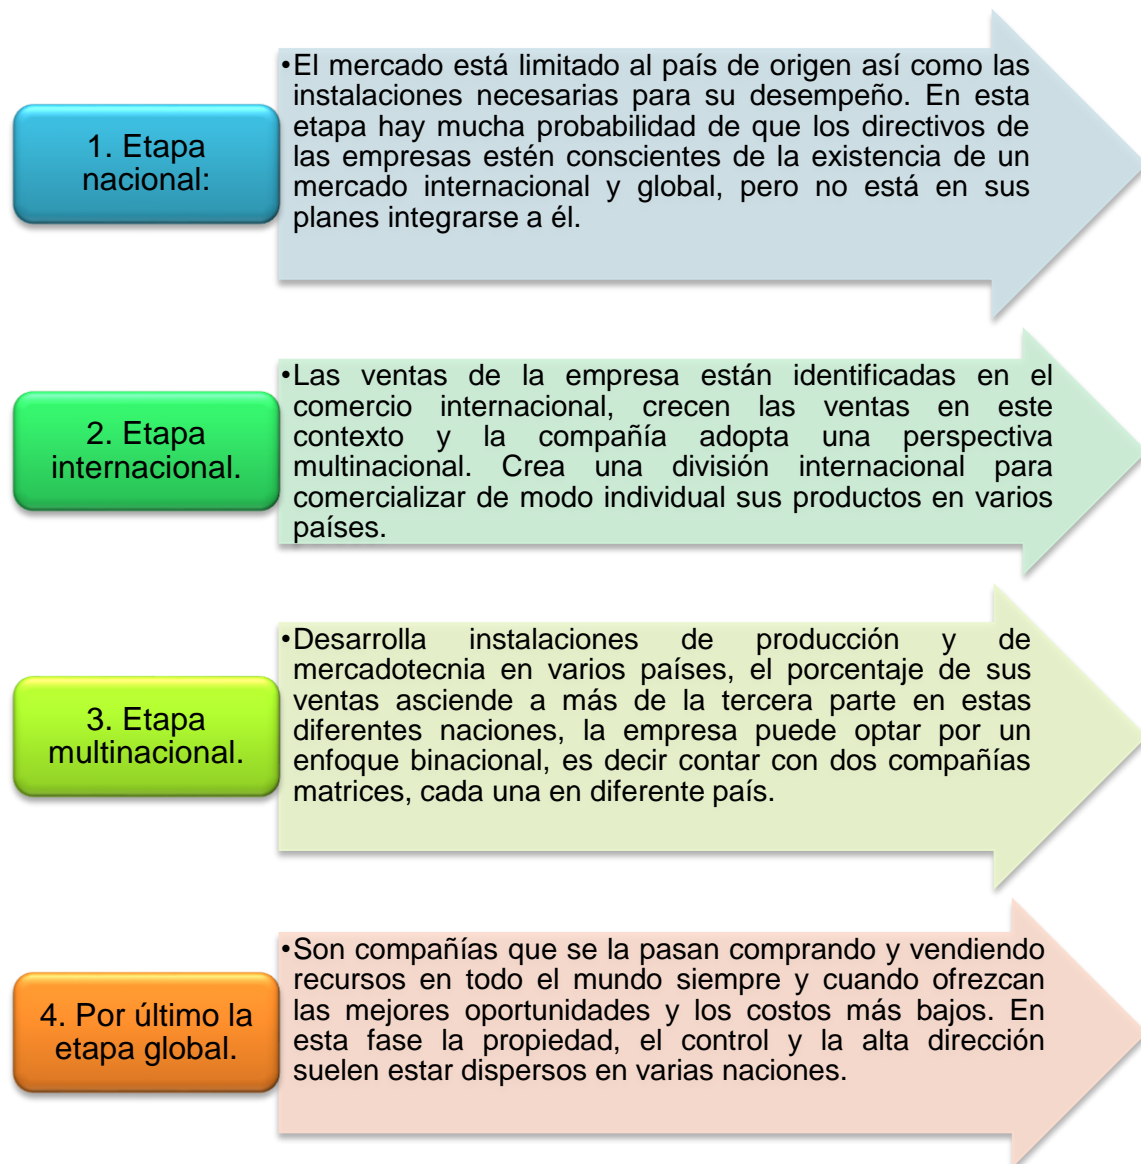 1. Etapa
nacional:
•El mercado está limitado al país de origen así como las
instalaciones necesarias para su desempeño. En esta
etapa hay mucha probabilidad de que los directivos de
las empresas estén conscientes de la existencia de un
mercado internacional y global, pero no está en sus
planes integrarse a él.
2. Etapa
internacional.
•Las ventas de la empresa están identificadas en el
comercio internacional, crecen las ventas en este
contexto y la compañía adopta una perspectiva
multinacional. Crea una división internacional para
comercializar de modo individual sus productos en varios
países.
3. Etapa
multinacional.
•Desarrolla instalaciones de producción y de
mercadotecnia en varios países, el porcentaje de sus
ventas asciende a más de la tercera parte en estas
diferentes naciones, la empresa puede optar por un
enfoque binacional, es decir contar con dos compañías
matrices, cada una en diferente país.
4. Por último la
etapa global.
•Son compañías que se la pasan comprando y vendiendo
recursos en todo el mundo siempre y cuando ofrezcan
las mejores oportunidades y los costos más bajos. En
esta fase la propiedad, el control y la alta dirección
suelen estar dispersos en varias naciones.